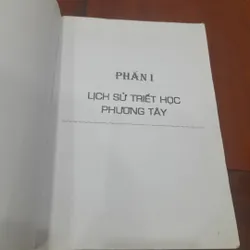 PHẦN I
LỊCH SỬ TRIẾT HỌC
PHƯƠNG TÂY